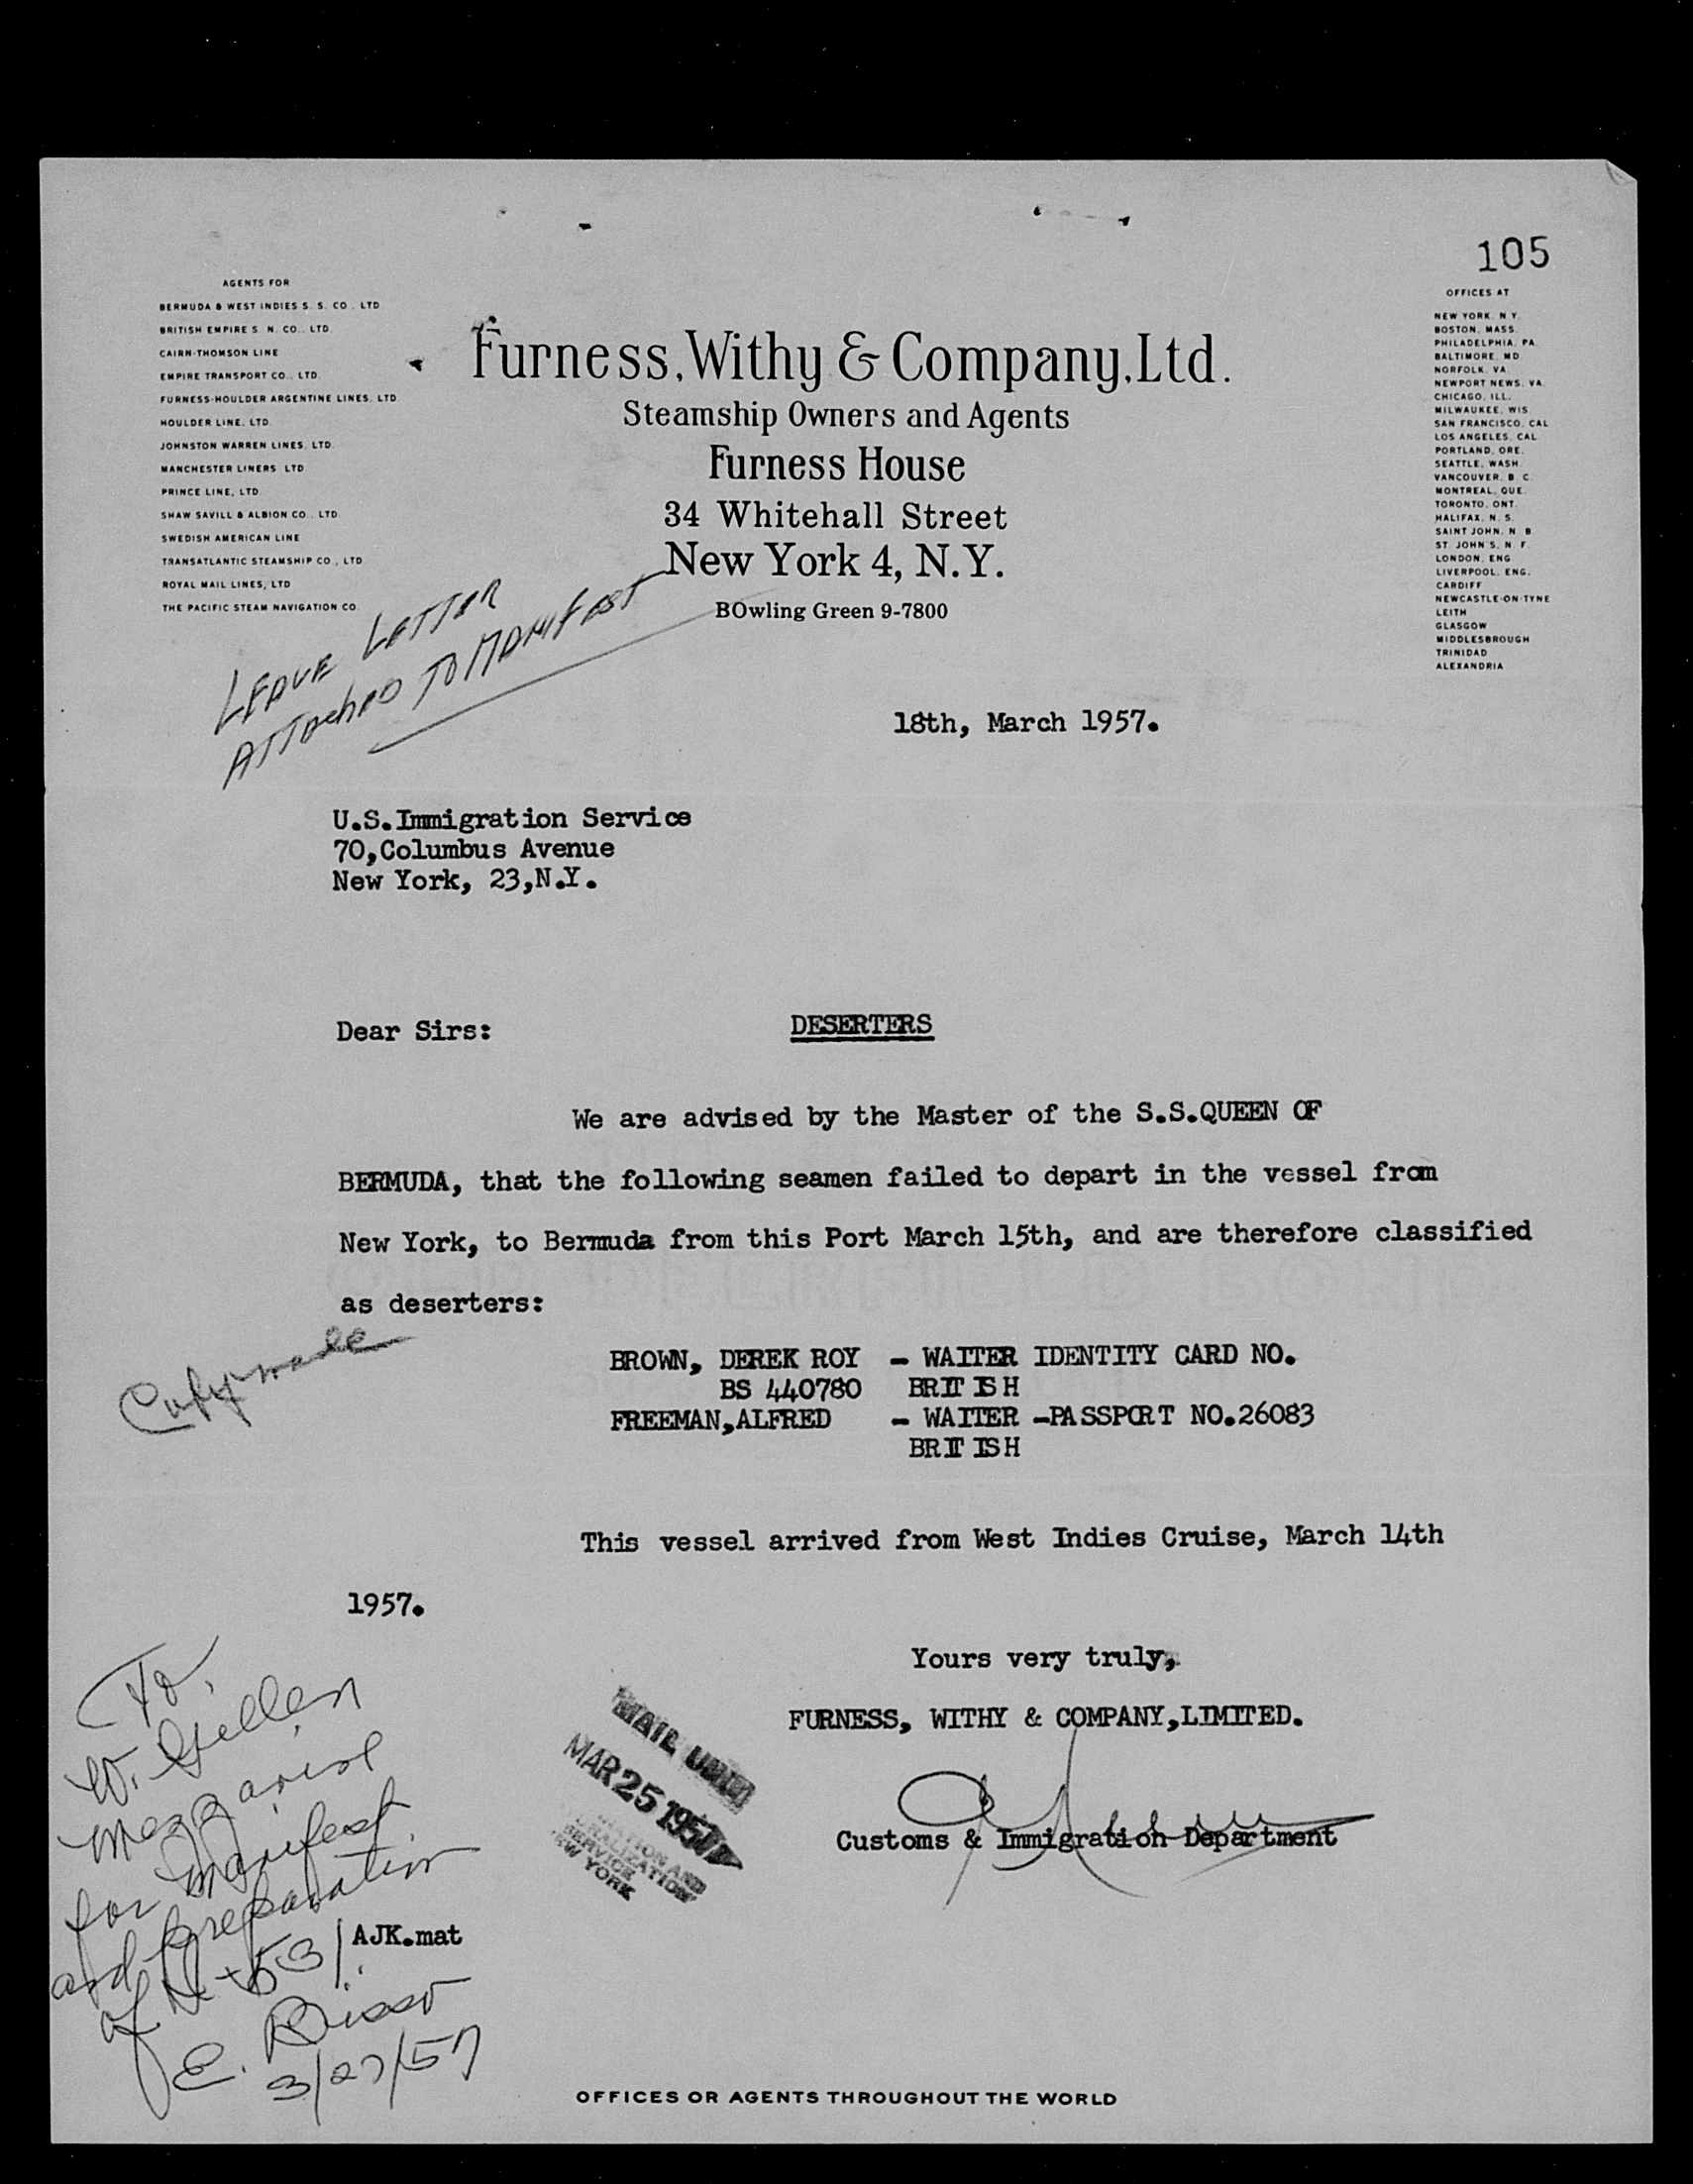 105
AGENTS FOR
BERMUDA & WEST INDIES S. S. CO., LTD.
BRITISH EMPIRE S. N. CO., LTD.
CAIRN-THOMSON LINE
EMPIRE TRANSPORT CO., LTD.
FURNESS-HOULDER ARGENTINE LINES, LTD.
HOULDER LINE, LTD.
JOHNSTON WARREN LINES, LTD.
MANCHESTER LINERS LTD.
PRINCE LINE, LTD.
SHAW SAVILL & ALBION CO., LTD.
SWEDISH AMERICAN LINE
TRANSATLANTIC STEAMSHIP CO., LTD.
ROYAL MAIL LINES, LTD.
THE PACIFIC STEAM NAVIGATION CO.
Furness, Withy & Company, Ltd.
Steamship Owners and Agents
Furness House
34 Whitehall Street
New York 4, N.Y.
BOwling Green 9-7800
OFFICES AT
NEW YORK, N. Y.
BOSTON, MASS.
PHILADELPHIA, PA.
BALTIMORE, MD.
NORFOLK, VA.
NEWPORT NEWS, VA.
CHICAGO, ILL.
MILWAUKEE, WIS.
SAN FRANCISCO, CAL.
LOS ANGELES, CAL.
PORTLAND, ORE.
SEATTLE, WASH.
VANCOUVER, B. C.
MONTREAL, QUE.
TORONTO, ONT.
HALIFAX, N. S.
SAINT JOHN, N. B.
ST. JOHN'S, N. F.
LONDON, ENG.
LIVERPOOL, ENG.
CARDIFF
NEWCASTLE-ON-TYNE
LEITH
GLASGOW
MIDDLESBROUGH
TRINIDAD
ALEXANDRIA
LEAVE LETTER
ATTACHED TO MANIFEST
18th, March 1957.
U.S.Immigration Service
70,Columbus Avenue
New York, 23,N.Y.
Dear Sirs: DESERTERS
We are advised by the Master of the S.S.QUEEN OF
BERMUDA, that the following seamen failed to depart in the vessel from
New York, to Bermuda from this Port March 15th, and are therefore classified
as deserters:
Copy made
BROWN, DEREK ROY - WAITER IDENTITY CARD NO.
BS 440780 BRITISH
FREEMAN,ALFRED - WAITER -PASSPORT NO.26083
BRITISH
This vessel arrived from West Indies Cruise, March 14th
1957.
Yours very truly,
FURNESS, WITHY & COMPANY,LIMITED.
Customs & Immigration Department
MAIL UNIT
MAR 25 1957
IMMIGRATION AND
NATURALIZATION
SERVICE
NEW YORK
To,
W. Gillen
Mezzanine
for manifest
and preparation
of N-53
AJK.mat
E. Risso
3/27/57
OFFICES OR AGENTS THROUGHOUT THE WORLD